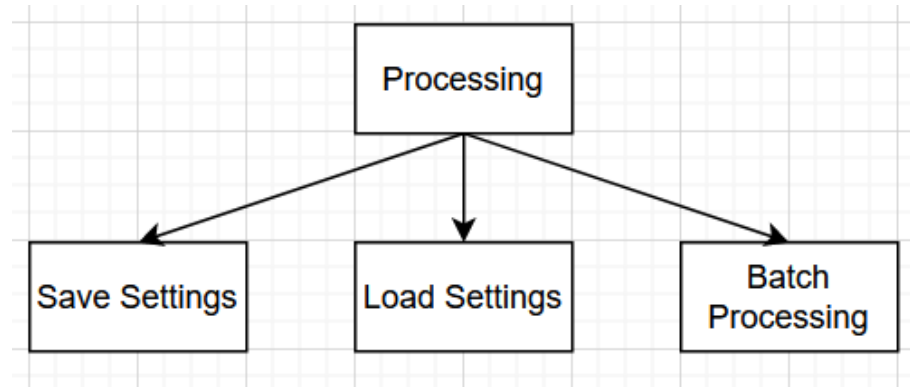 Processing
Save Settings
Load Settings
Batch
Processing